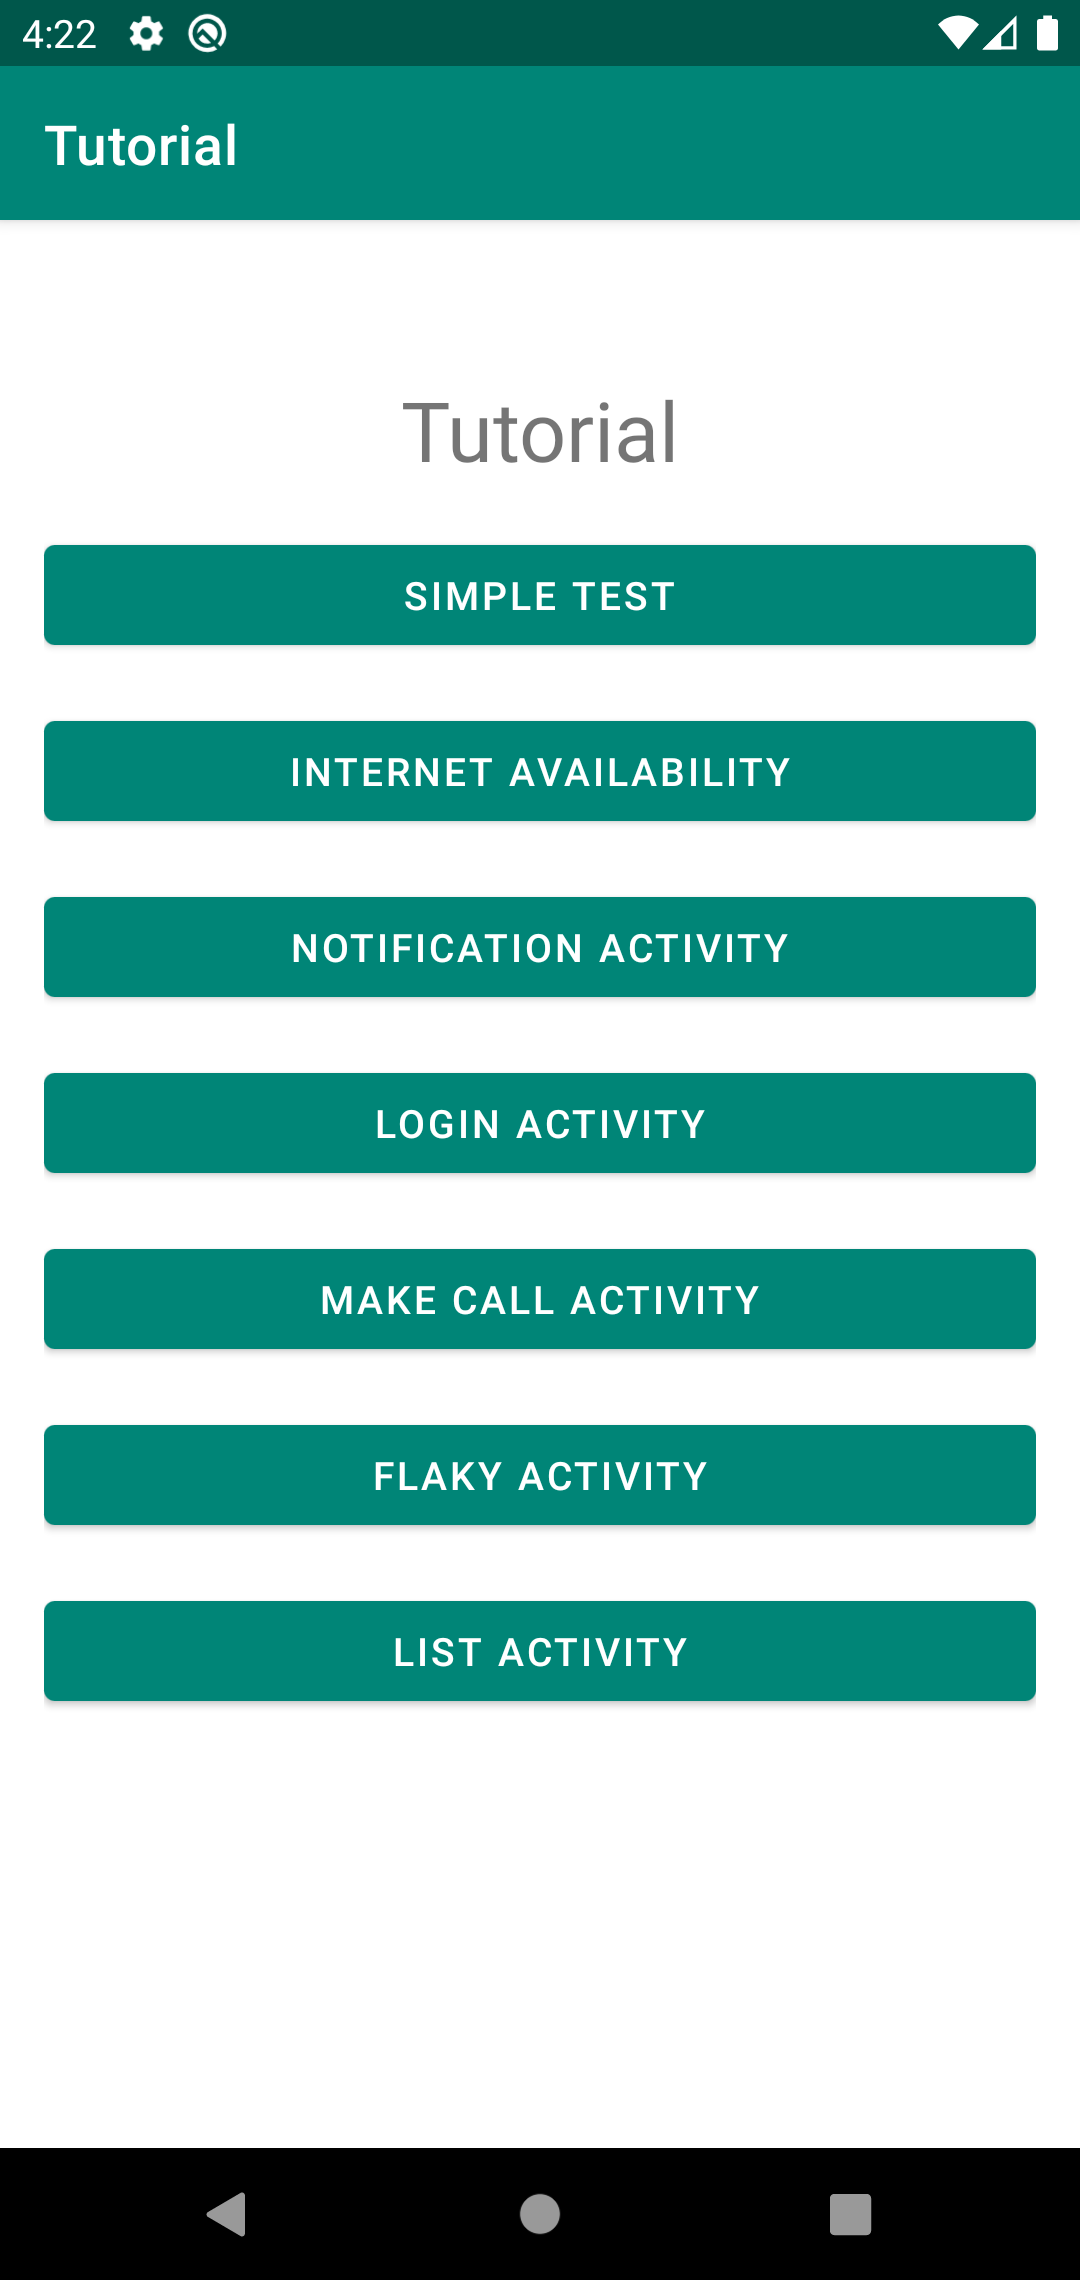 4:22
Tutorial
Tutorial
SIMPLE TEST
INTERNET AVAILABILITY
NOTIFICATION ACTIVITY
LOGIN ACTIVITY
MAKE CALL ACTIVITY
FLAKY ACTIVITY
LIST ACTIVITY